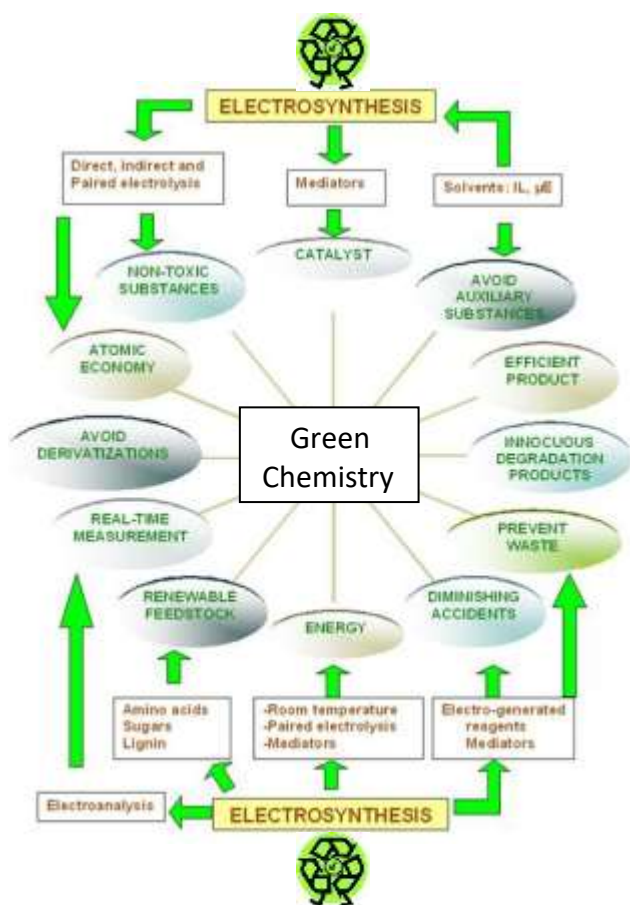 ELECTROSYNTHESIS
Direct, indirect and
Paired electrolysis
Mediators
Solvents: IL, µE
NON-TOXIC
SUBSTANCES
CATALYST
AVOID
AUXILIARY
SUBSTANCES
ATOMIC
ECONOMY
EFFICIENT
PRODUCT
Green
Chemistry
AVOID
DERIVATIZATIONS
INNOCUOUS
DEGRADATION
PRODUCTS
REAL-TIME
MEASUREMENT
PREVENT
WASTE
RENEWABLE
FEEDSTOCK
ENERGY
DIMINISHING
ACCIDENTS
Amino acids
Sugars
Lignin
-Room temperature
-Paired electrolysis
-Mediators
Electro-generated
reagents
Mediators
Electroanalysis
ELECTROSYNTHESIS